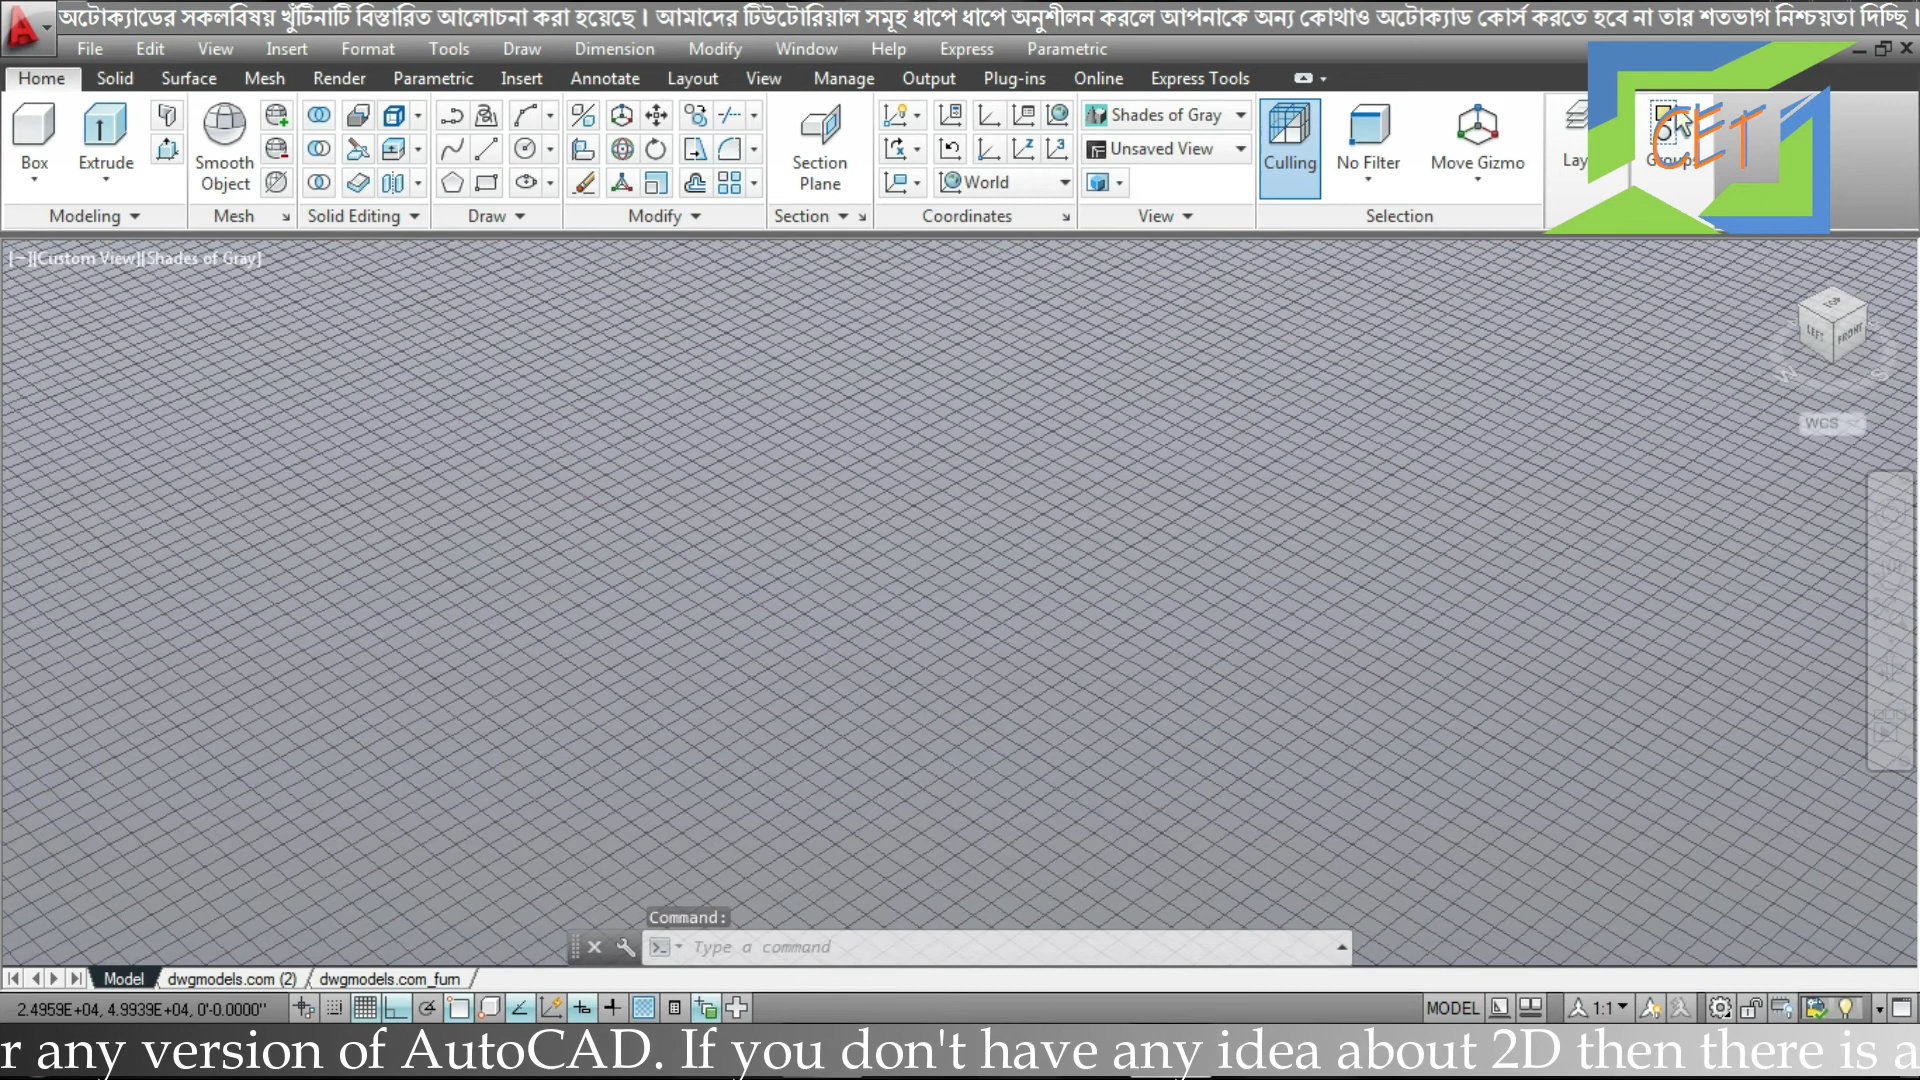 অটোক্যাডের সকলবিষয় খুঁটিনাটি বিস্তারিত আলোচনা করা হয়েছে। আমাদের টিউটোরিয়াল সমূহ ধাপে ধাপে অনুশীলন করলে আপনাকে অন্য কোথাও অটোক্যাড কোর্স করতে হবে না তার শতভাগ নিশ্চয়তা দিচ্ছি।
File Edit View Insert Format Tools Draw Dimension Modify Window Help Express Parametric
Home Solid Surface Mesh Render Parametric Insert Annotate Layout View Manage Output Plug-ins Online Express Tools
Shades of Gray
CET
Unsaved View
Box Extrude Smooth Object Section Plane Culling No Filter Move Gizmo Lay Groups
World
Modeling Mesh Solid Editing Draw Modify Section Coordinates View Selection
[−][Custom View][Shades of Gray]
TOP
LEFT FRONT
W S
WCS
Command:
Type a command
Model dwgmodels.com (2) dwgmodels.com_furn
2.4959E+04, 4.9939E+04, 0'-0.0000" MODEL 1:1
r any version of AutoCAD. If you don't have any idea about 2D then there is a